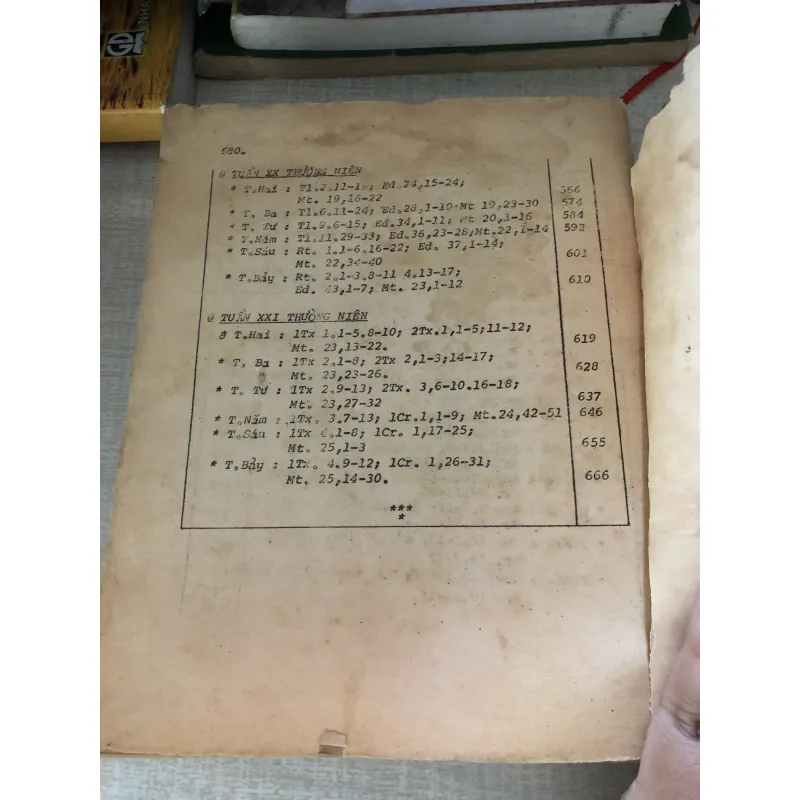 NHÀ
680.
@ TUẦN XX THƯỜNG NIÊN
* T.Hai : Tl.2.11-19; Ed.24,15-24; 566
Mt. 19,16-22
* T. Ba : Tl.6.11-24; Ed.28,1-10;Mt 19,23-30 574
* T. Tư : Tl.9.6-15; Ed.34,1-11; Mt 20,1-16 584
* T.Năm : Tl.11.29-33; Ed.36,23-28;Mt.22,1-14 592
* T.Sáu : Rt. 1.1-6.16-22; Ed. 37,1-14; 601
Mt. 22,34-40
* T.Bảy : Rt. 2.1-3.8-11 4.13-17; 610
Ed. 43,1-7; Mt. 23,1-12
@ TUẦN XXI THƯỜNG NIÊN
* T.Hai : 1Tx 1.1-5.8-10; 2Tx.1,1-5;11-12; 619
Mt. 23,13-22.
* T. Ba : 1Tx 2.1-8; 2Tx 2,1-3;14-17; 628
Mt. 23,23-26.
* T. Tư : 1Tx 2.9-13; 2Tx. 3,6-10.16-18; 637
Mt. 23,27-32
* T.Năm : 1Tx. 3.7-13; 1Cr.1,1-9; Mt.24,42-51 646
* T.Sáu : 1Tx 4.1-8; 1Cr. 1,17-25; 655
Mt. 25,1-3
* T.Bảy : 1Tx. 4.9-12; 1Cr. 1,26-31; 666
Mt. 25,14-30.
***
*